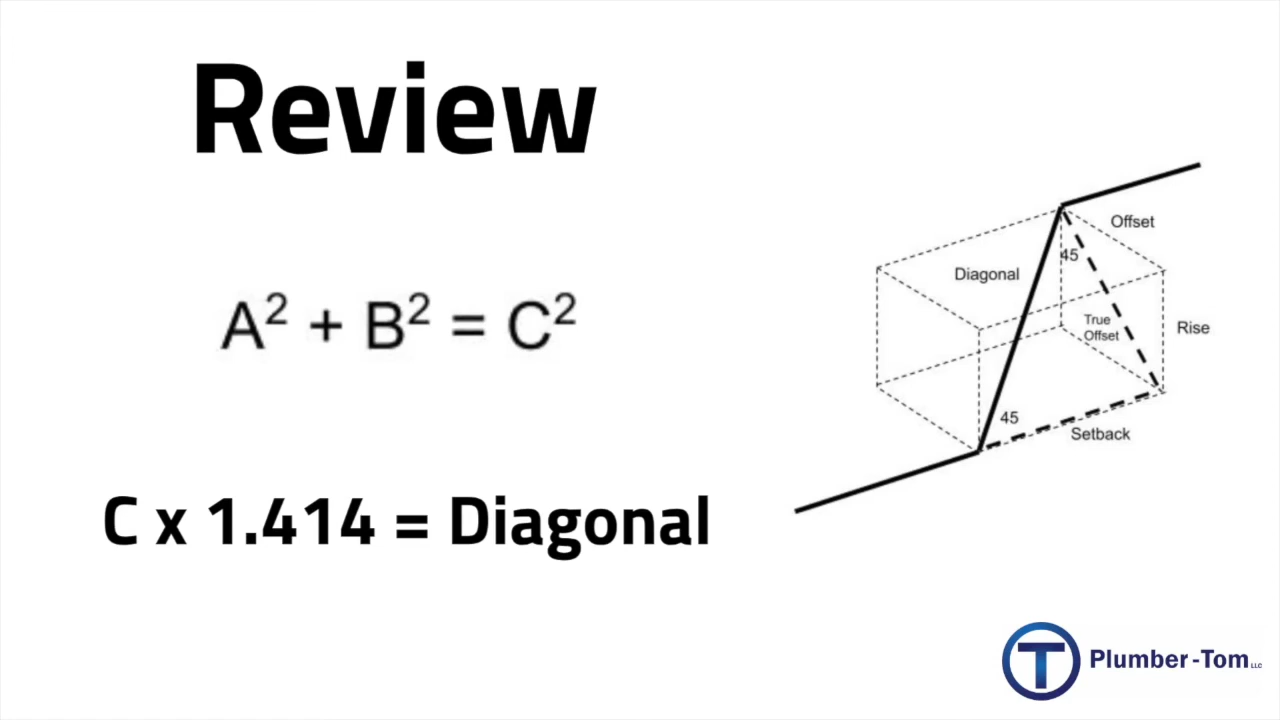 Review
A² + B² = C²
C x 1.414 = Diagonal
Offset
45
Diagonal
True
Offset
Rise
45
Setback
T
Plumber-Tom LLC